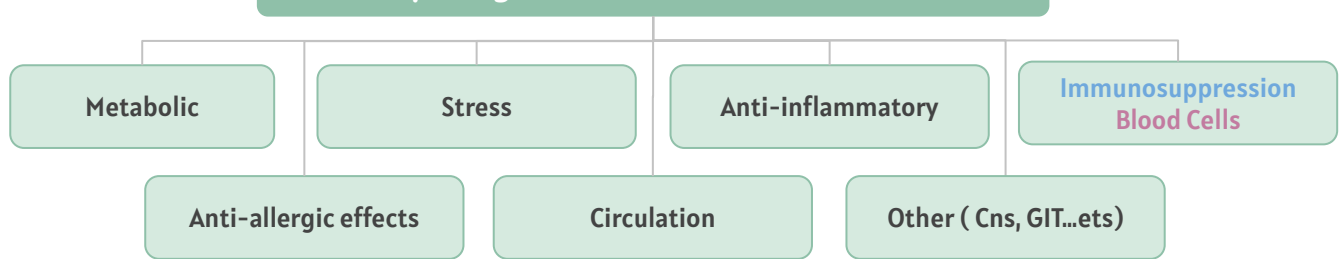 Metabolic
Stress
Anti-inflammatory
Immunosuppression
Blood Cells
Anti-allergic effects
Circulation
Other ( Cns, GIT...ets)